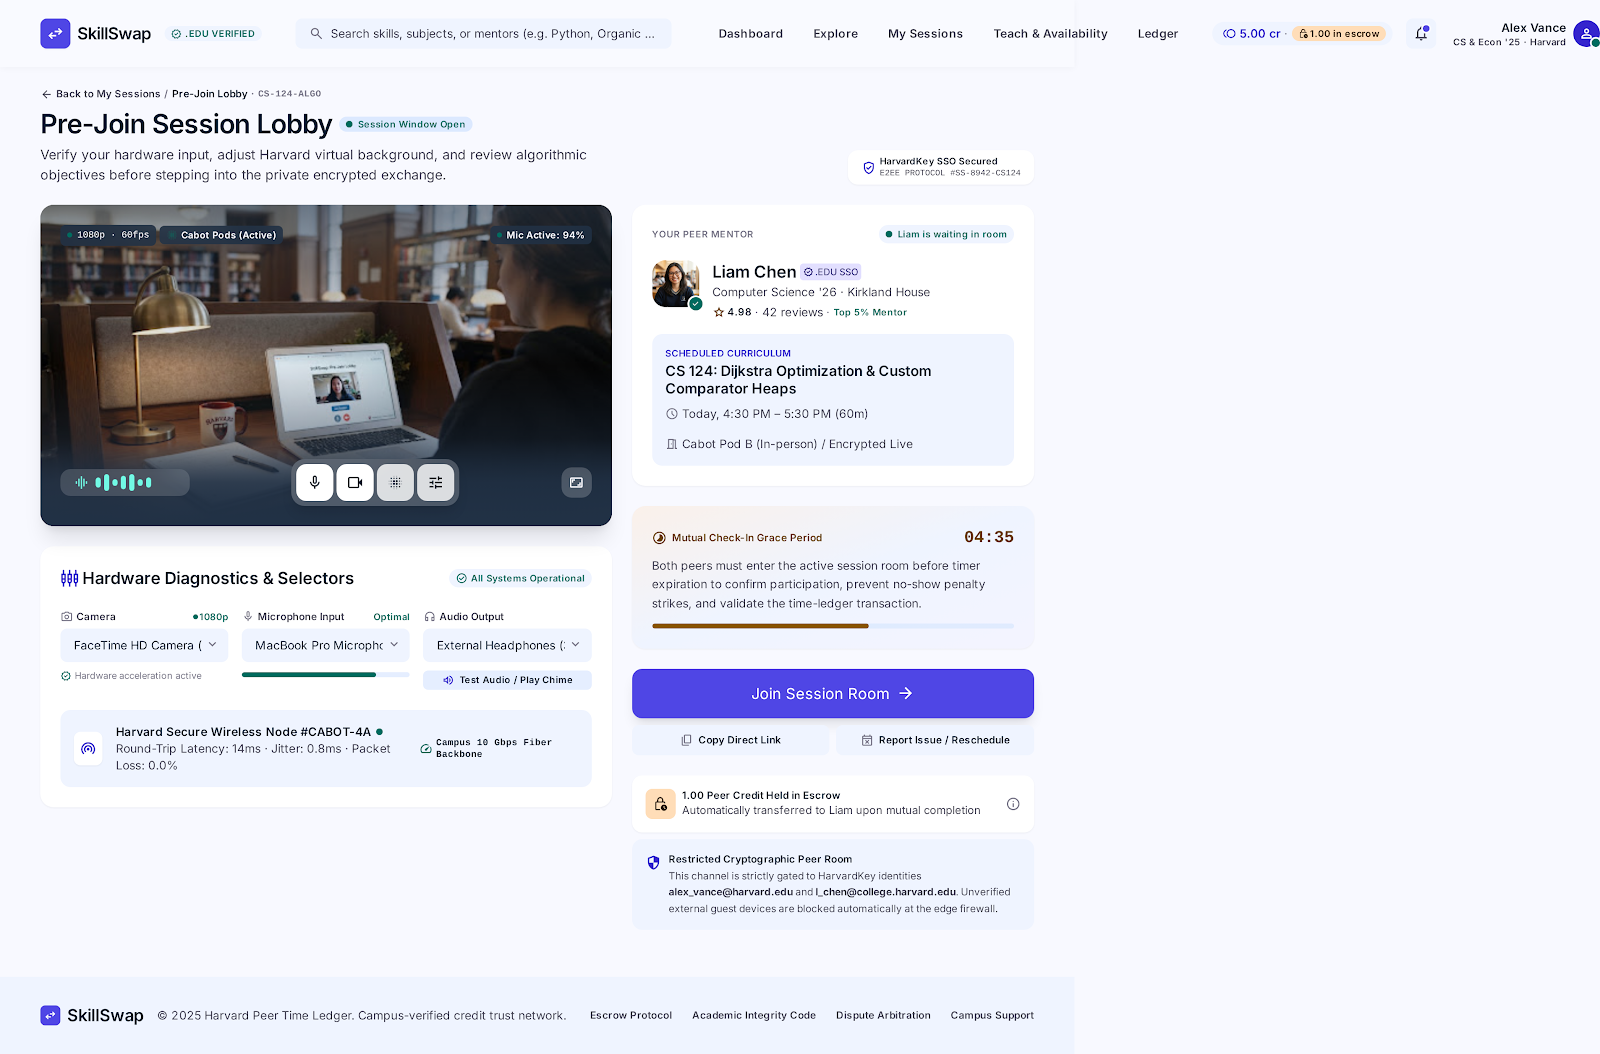 SkillSwap
.EDU VERIFIED
Search skills, subjects, or mentors (e.g. Python, Organic ...
Dashboard
Explore
My Sessions
Teach & Availability
Ledger
5.00 cr ·
1.00 in escrow
Alex Vance
CS & Econ '25 · Harvard
Back to My Sessions / Pre-Join Lobby · CS-124-ALGO
Pre-Join Session Lobby
Session Window Open
Verify your hardware input, adjust Harvard virtual background, and review algorithmic
objectives before stepping into the private encrypted exchange.
HarvardKey SSO Secured
E2EE PROTOCOL #SS-8942-CS124
1080p · 60fps
Cabot Pods (Active)
Mic Active: 94%
Hardware Diagnostics & Selectors
All Systems Operational
Camera
1080p
Microphone Input
Optimal
Audio Output
FaceTime HD Camera (
MacBook Pro Microph
External Headphones (
Hardware acceleration active
Test Audio / Play Chime
Harvard Secure Wireless Node #CABOT-4A
Round-Trip Latency: 14ms · Jitter: 0.8ms · Packet
Loss: 0.0%
Campus 10 Gbps Fiber
Backbone
YOUR PEER MENTOR
Liam is waiting in room
Liam Chen
.EDU SSO
Computer Science '26 · Kirkland House
4.98 · 42 reviews · Top 5% Mentor
SCHEDULED CURRICULUM
CS 124: Dijkstra Optimization & Custom
Comparator Heaps
Today, 4:30 PM – 5:30 PM (60m)
Cabot Pod B (In-person) / Encrypted Live
Mutual Check-In Grace Period
04:35
Both peers must enter the active session room before timer
expiration to confirm participation, prevent no-show penalty
strikes, and validate the time-ledger transaction.
Join Session Room
Copy Direct Link
Report Issue / Reschedule
1.00 Peer Credit Held in Escrow
Automatically transferred to Liam upon mutual completion
Restricted Cryptographic Peer Room
This channel is strictly gated to HarvardKey identities
alex_vance@harvard.edu and l_chen@college.harvard.edu. Unverified
external guest devices are blocked automatically at the edge firewall.
SkillSwap
© 2025 Harvard Peer Time Ledger. Campus-verified credit trust network.
Escrow Protocol
Academic Integrity Code
Dispute Arbitration
Campus Support